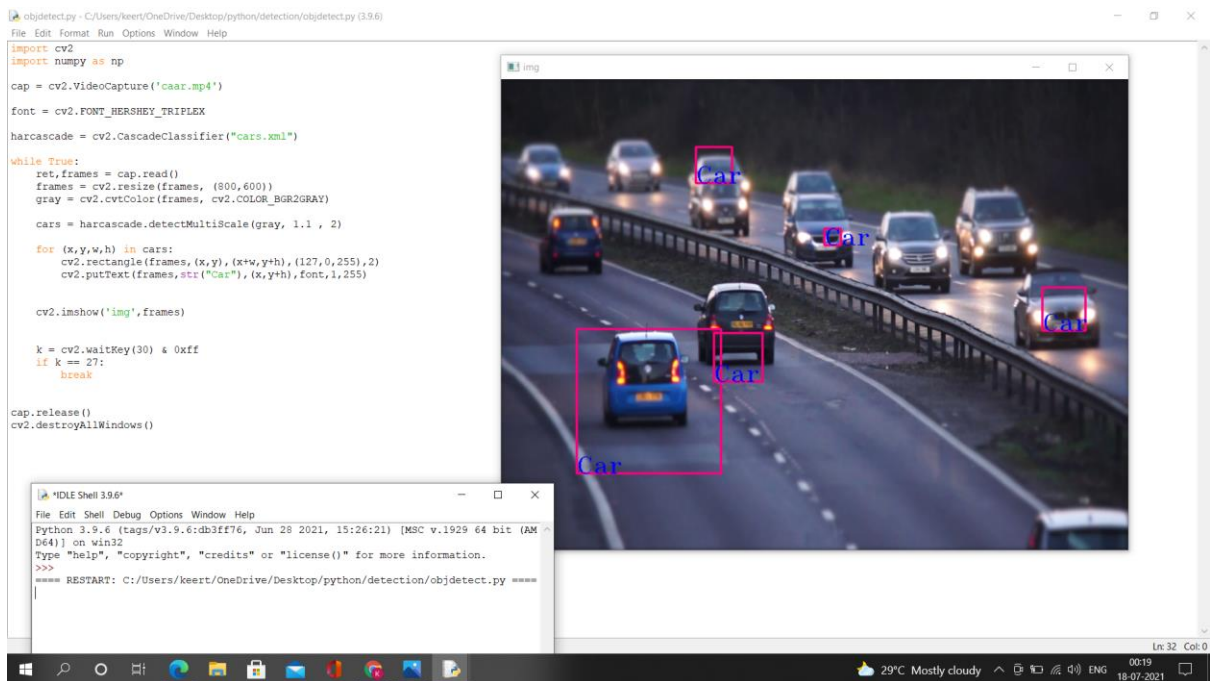 objdetect.py - C:/Users/keert/OneDrive/Desktop/python/detection/objdetect.py (3.9.6)
File Edit Format Run Options Window Help
import cv2
import numpy as np
cap = cv2.VideoCapture('caar.mp4')
font = cv2.FONT_HERSHEY_TRIPLEX
harcascade = cv2.CascadeClassifier("cars.xml")
while True:
    ret,frames = cap.read()
    frames = cv2.resize(frames, (800,600))
    gray = cv2.cvtColor(frames, cv2.COLOR_BGR2GRAY)
    cars = harcascade.detectMultiScale(gray, 1.1 , 2)
    for (x,y,w,h) in cars:
        cv2.rectangle(frames,(x,y),(x+w,y+h),(127,0,255),2)
        cv2.putText(frames,str("Car"),(x,y+h),font,1,255)
    cv2.imshow('img',frames)
    k = cv2.waitKey(30) & 0xff
    if k == 27:
        break
cap.release()
cv2.destroyAllWindows()
img
Car
Car
Car
Car
Car
*IDLE Shell 3.9.6*
File Edit Shell Debug Options Window Help
Python 3.9.6 (tags/v3.9.6:db3ff76, Jun 28 2021, 15:26:21) [MSC v.1929 64 bit (AM
D64)] on win32
Type "help", "copyright", "credits" or "license()" for more information.
>>>
==== RESTART: C:/Users/keert/OneDrive/Desktop/python/detection/objdetect.py ====
Ln: 32 Col: 0
29°C Mostly cloudy ENG 00:19
18-07-2021